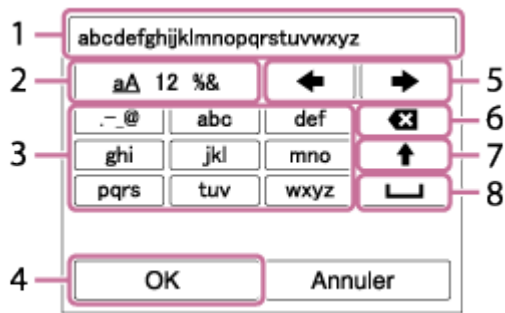 1 abcdefghijklmnopqrstuvwxyz
2 aA 12 %& 5
.-_@ abc def 6
3 ghi jkl mno 7
pqrs tuv wxyz 8
4 OK Annuler